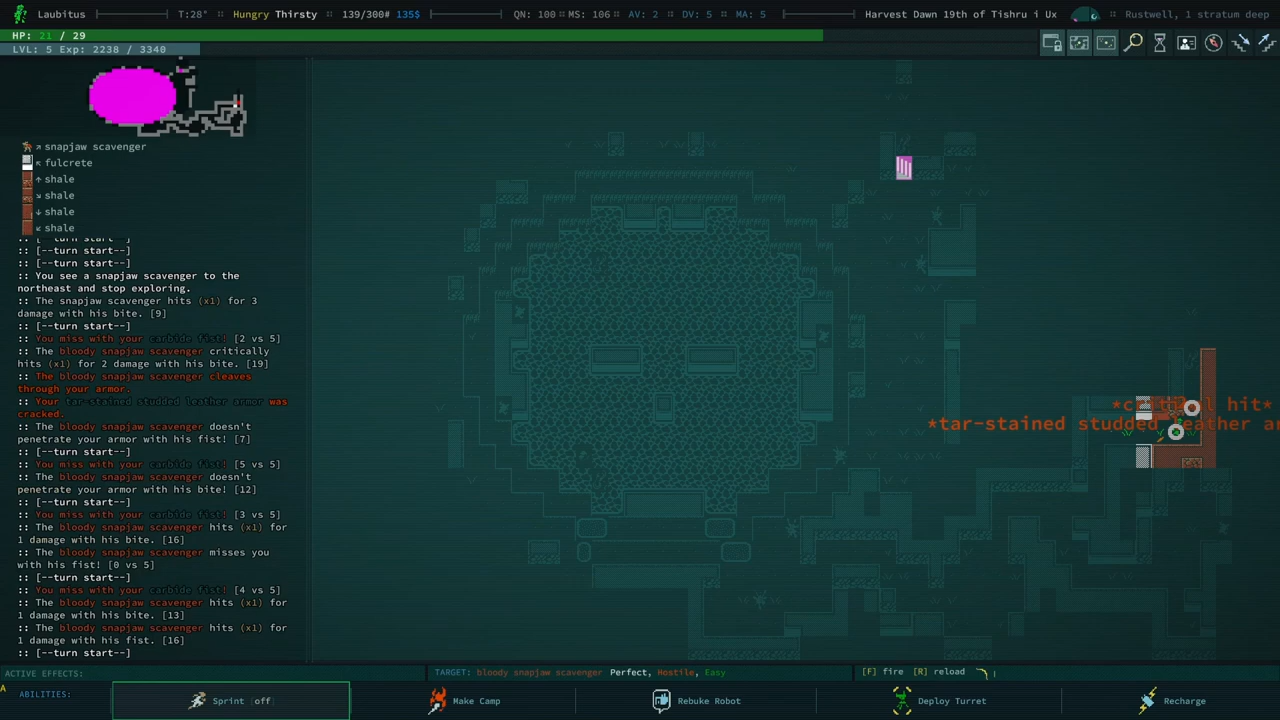 Laubitus T:28° :: Hungry Thirsty :: 139/300# 135$ QN: 100 :: MS: 106 :: AV: 2 :: DV: 5 :: MA: 5 Harvest Dawn 19th of Tishru i Ux :: Rustwell, 1 stratum deep
HP: 21 / 29
LVL: 5 Exp: 2238 / 3340
snapjaw scavenger
fulcrete
shale
shale
shale
shale
:: [--turn start--]
:: [--turn start--]
:: [--turn start--]
:: You see a snapjaw scavenger to the
northeast and stop exploring.
:: The snapjaw scavenger hits (x1) for 3
damage with his bite. [9]
:: [--turn start--]
:: You miss with your carbide fist! [2 vs 5]
:: The bloody snapjaw scavenger critically
hits (x1) for 2 damage with his bite. [19]
:: The bloody snapjaw scavenger cleaves
through your armor.
:: Your tar-stained studded leather armor was
cracked.
:: The bloody snapjaw scavenger doesn't
penetrate your armor with his fist! [7]
:: [--turn start--]
:: You miss with your carbide fist! [5 vs 5]
:: The bloody snapjaw scavenger doesn't
penetrate your armor with his bite! [12]
:: [--turn start--]
:: You miss with your carbide fist! [3 vs 5]
:: The bloody snapjaw scavenger hits (x1) for
1 damage with his bite. [16]
:: The bloody snapjaw scavenger misses you
with his fist! [0 vs 5]
:: [--turn start--]
:: You miss with your carbide fist! [4 vs 5]
:: The bloody snapjaw scavenger hits (x1) for
1 damage with his bite. [13]
:: The bloody snapjaw scavenger hits (x1) for
1 damage with his fist. [16]
:: [--turn start--]
hit*
*tar-stained studded leather
ACTIVE EFFECTS:
TARGET: bloody snapjaw scavenger Perfect, Hostile, Easy
[F] fire [R] reload
A
ABILITIES:
Sprint [off]
Make Camp
Rebuke Robot
Deploy Turret
Recharge